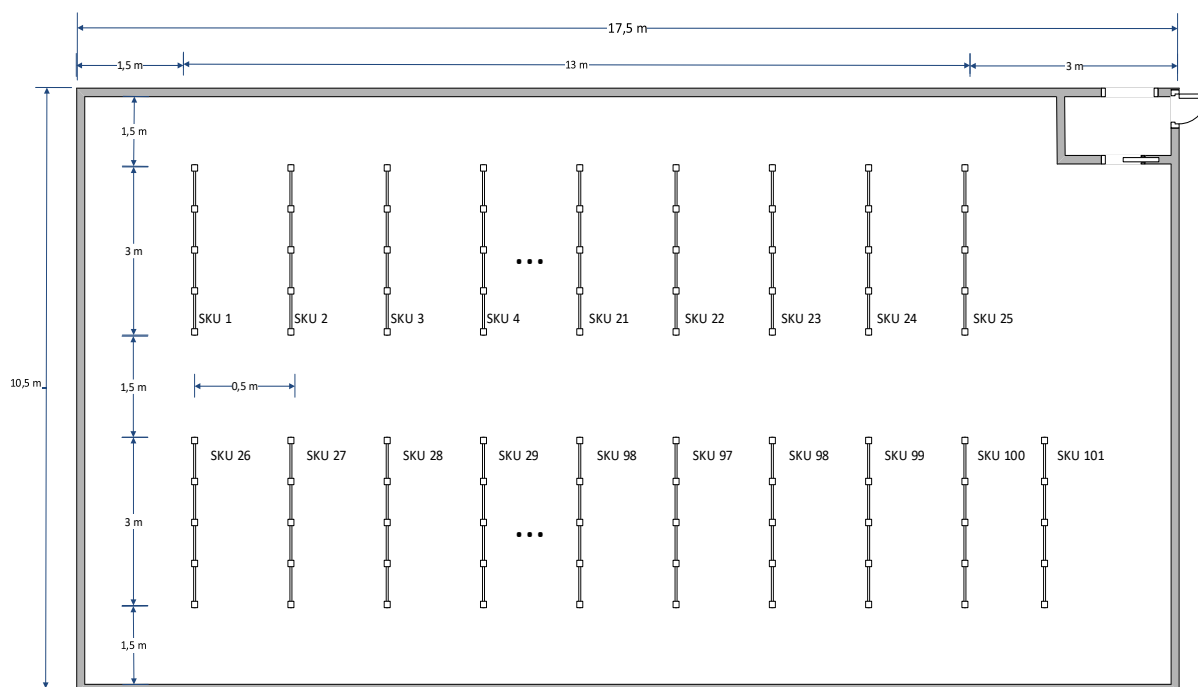 17,5 m
1,5 m
13 m
3 m
1,5 m
3 m
...
SKU 1
SKU 2
SKU 3
SKU 4
SKU 21
SKU 22
SKU 23
SKU 24
SKU 25
10,5 m
1,5 m
0,5 m
SKU 26
SKU 27
SKU 28
SKU 29
SKU 98
SKU 97
SKU 98
SKU 99
SKU 100
SKU 101
3 m
...
1,5 m